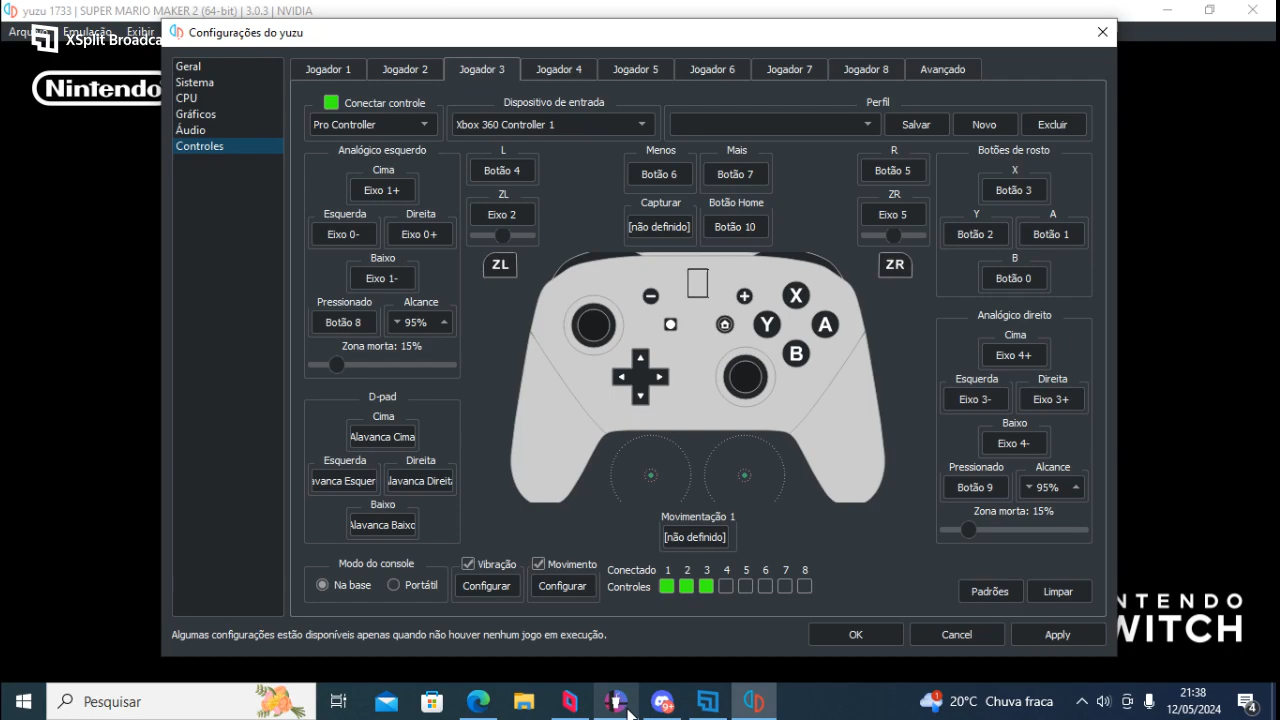 yuzu 1733 | SUPER MARIO MAKER 2 (64-bit) | 3.0.3 | NVIDIA
Emulação Exibir
XSplit Broadca
Nintendo
Configurações do yuzu
Geral
Sistema
CPU
Gráficos
Áudio
Controles
Jogador 1 Jogador 2 Jogador 3 Jogador 4 Jogador 5 Jogador 6 Jogador 7 Jogador 8 Avançado
Conectar controle Dispositivo de entrada Perfil
Pro Controller Xbox 360 Controller 1 Salvar Novo Excluir
Analógico esquerdo
Cima
Eixo 1+
Esquerda Direita
Eixo 0- Eixo 0+
Baixo
Eixo 1-
Pressionado Alcance
Botão 8 95%
Zona morta: 15%
L
Botão 4
ZL
Eixo 2
Menos Mais
Botão 6 Botão 7
Capturar Botão Home
[não definido] Botão 10
R
Botão 5
ZR
Eixo 5
Botões de rosto
X
Botão 3
Y A
Botão 2 Botão 1
B
Botão 0
ZL ZR
X
Y A
B
Analógico direito
Cima
Eixo 4+
Esquerda Direita
Eixo 3- Eixo 3+
Baixo
Eixo 4-
Pressionado Alcance
Botão 9 95%
Zona morta: 15%
D-pad
Cima
Alavanca Cima
Esquerda Direita
avanca Esquer lavanca Direita
Baixo
Alavanca Baixo
Movimentação 1
[não definido]
Modo do console
Na base Portátil
Vibração Movimento
Configurar Configurar
Conectado 1 2 3 4 5 6 7 8
Controles
Padrões Limpar
Algumas configurações estão disponíveis apenas quando não houver nenhum jogo em execução.
OK Cancel Apply
NTENDO
WITCH
Pesquisar
9+
20°C Chuva fraca
21:38
12/05/2024
4